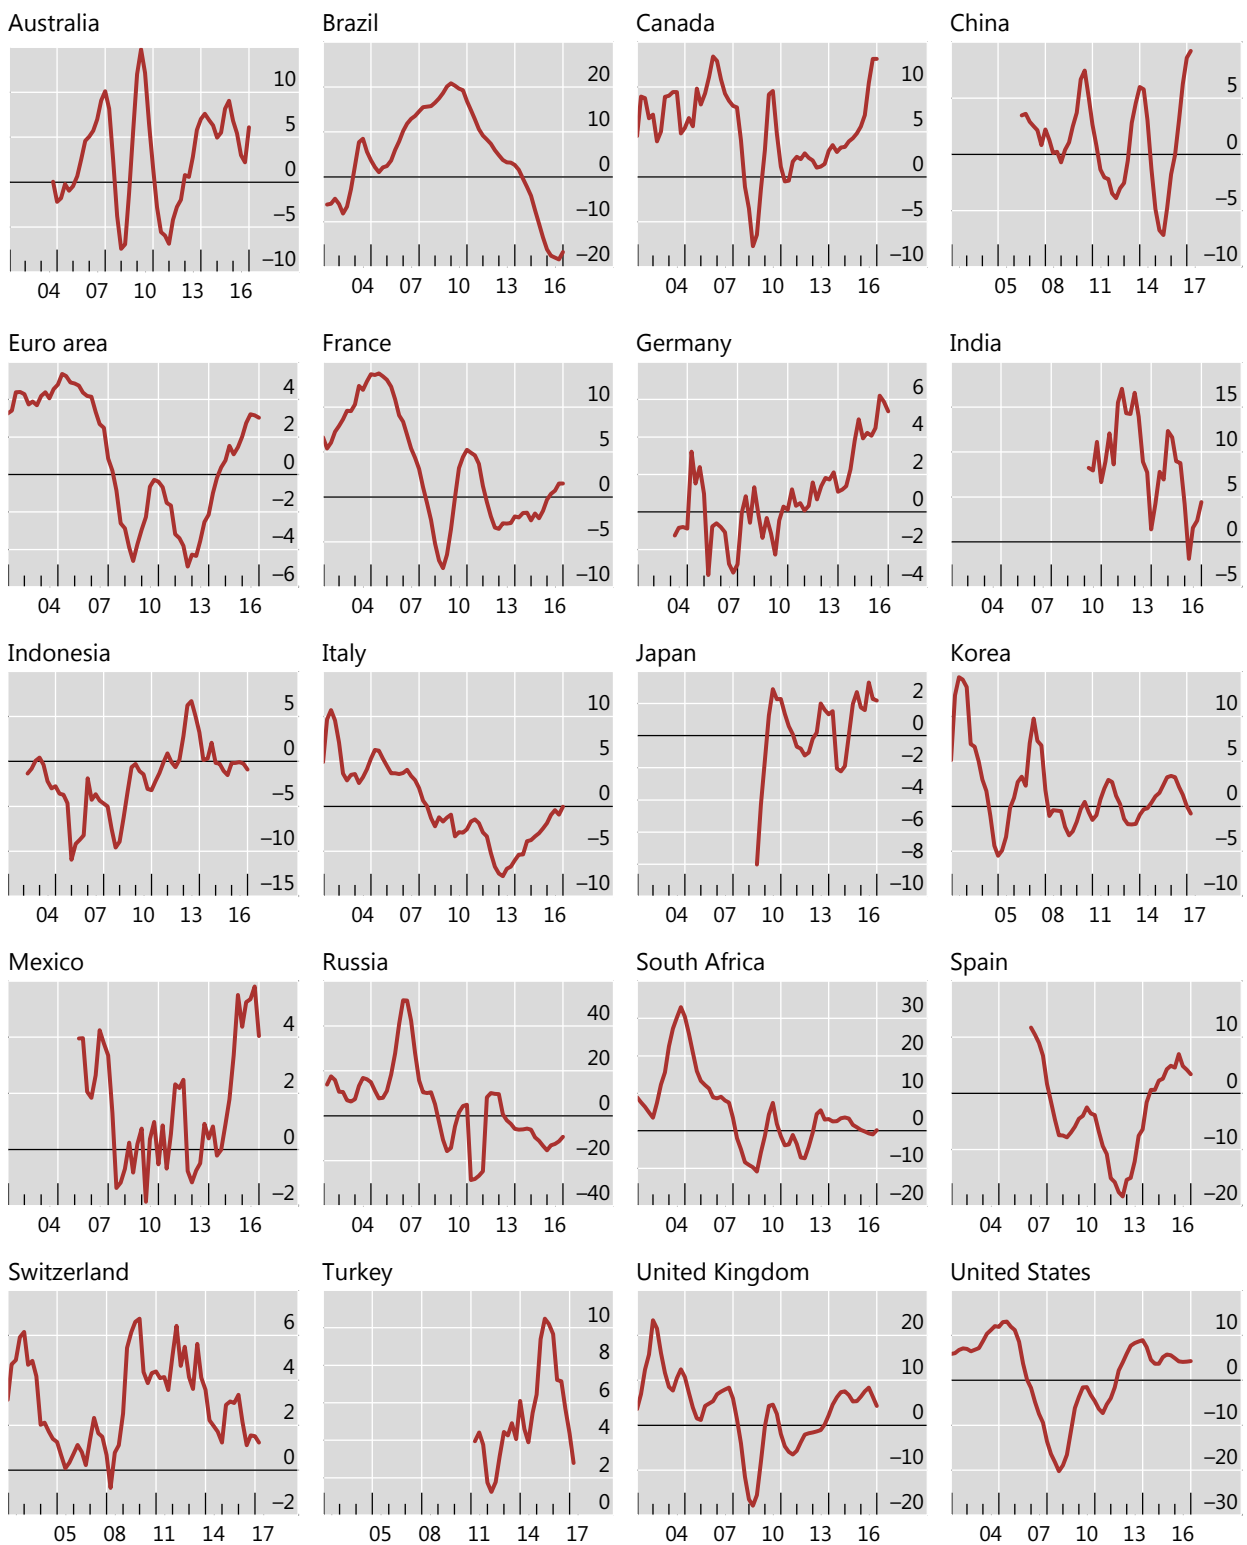 Australia
10
5
0
−5
−10
04 07 10 13 16
Brazil
20
10
0
−10
−20
04 07 10 13 16
Canada
10
5
0
−5
−10
04 07 10 13 16
China
5
0
−5
−10
05 08 11 14 17
Euro area
4
2
0
−2
−4
−6
04 07 10 13 16
France
10
5
0
−5
−10
04 07 10 13 16
Germany
6
4
2
0
−2
−4
04 07 10 13 16
India
15
10
5
0
−5
04 07 10 13 16
Indonesia
5
0
−5
−10
−15
04 07 10 13 16
Italy
10
5
0
−5
−10
04 07 10 13 16
Japan
2
0
−2
−4
−6
−8
−10
04 07 10 13 16
Korea
10
5
0
−5
−10
05 08 11 14 17
Mexico
4
2
0
−2
04 07 10 13 16
Russia
40
20
0
−20
−40
04 07 10 13 16
South Africa
30
20
10
0
−10
−20
04 07 10 13 16
Spain
10
0
−10
−20
04 07 10 13 16
Switzerland
6
4
2
0
−2
05 08 11 14 17
Turkey
10
8
6
4
2
0
05 08 11 14 17
United Kingdom
20
10
0
−10
−20
04 07 10 13 16
United States
10
0
−10
−20
−30
04 07 10 13 16